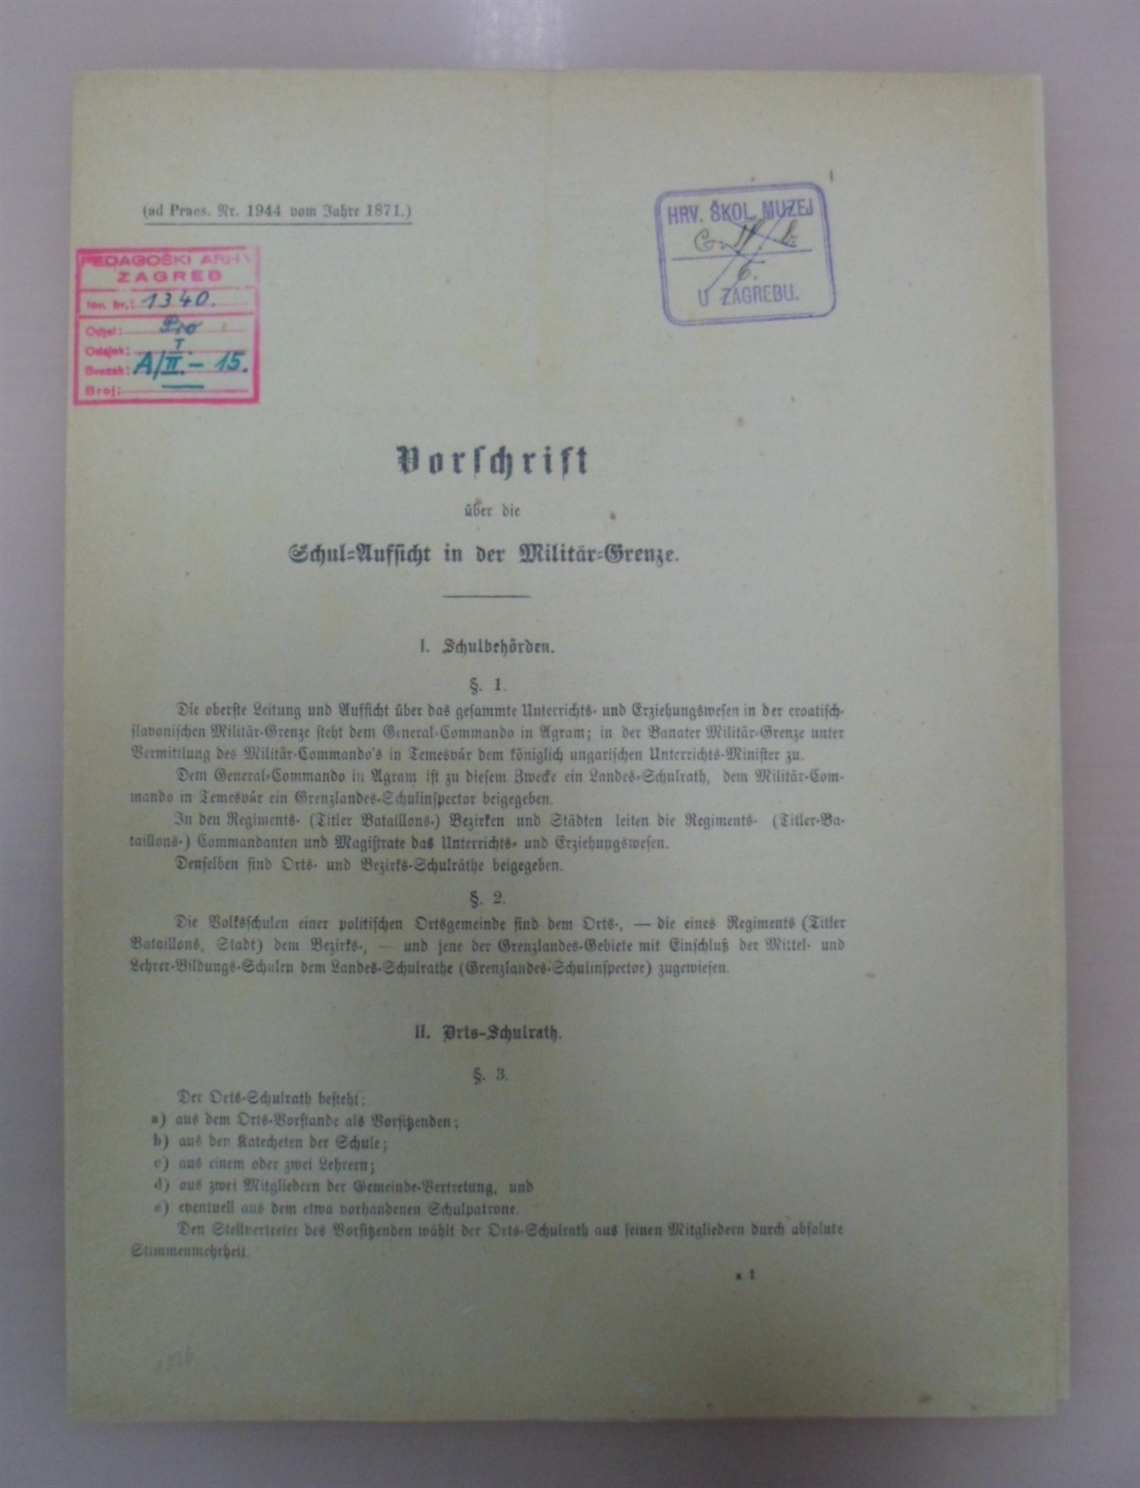 (ad Praes. Nr. 1944 vom Jahre 1871.)
HRV. ŠKOL. MUZEJ
6.
U ZAGREBU.
PEDAGOŠKI ARHIV
ZAGREB
Inv. br.: 1340.
Odjel: Pro
Odsjek: I
Svezak: A/II.- 15.
Broj:
Vorschrift
über die
Schul-Aufsicht in der Militär-Grenze.
I. Schulbehörden.
§. 1.
Die oberste Leitung und Aufsicht über das gesammte Unterrichts- und Erziehungswesen in der croatisch-
slavonischen Militär-Grenze steht dem General-Commando in Agram; in der Banater Militär-Grenze unter
Vermittlung des Militär-Commando's in Temesvár dem königlich ungarischen Unterrichts-Minister zu.
Dem General-Commando in Agram ist zu diesem Zwecke ein Landes-Schulrath, dem Militär-Com-
mando in Temesvár ein Grenzlandes-Schulinspector beigegeben.
In den Regiments- (Titler Bataillons-) Bezirken und Städten leiten die Regiments- (Titler-Ba-
taillons-) Commandanten und Magistrate das Unterrichts- und Erziehungswesen.
Denselben sind Orts- und Bezirks-Schulräthe beigegeben.
§. 2.
Die Volksschulen einer politischen Ortsgemeinde sind dem Orts-, — die eines Regiments (Titler
Bataillons, Stadt) dem Bezirks-, — und jene der Grenzlandes-Gebiete mit Einschluß der Mittel- und
Lehrer-Bildungs-Schulen dem Landes-Schulrathe (Grenzlandes-Schulinspector) zugewiesen.
II. Orts-Schulrath.
§. 3.
Der Orts-Schulrath besteht:
a) aus dem Orts-Vorstande als Vorsitzenden;
b) aus den Katecheten der Schule;
c) aus einem oder zwei Lehrern;
d) aus zwei Mitgliedern der Gemeinde-Vertretung, und
e) eventuell aus dem etwa vorhandenen Schulpatrone.
Den Stellvertreter des Vorsitzenden wählt der Orts-Schulrath aus seinen Mitgliedern durch absolute
Stimmenmehrheit.